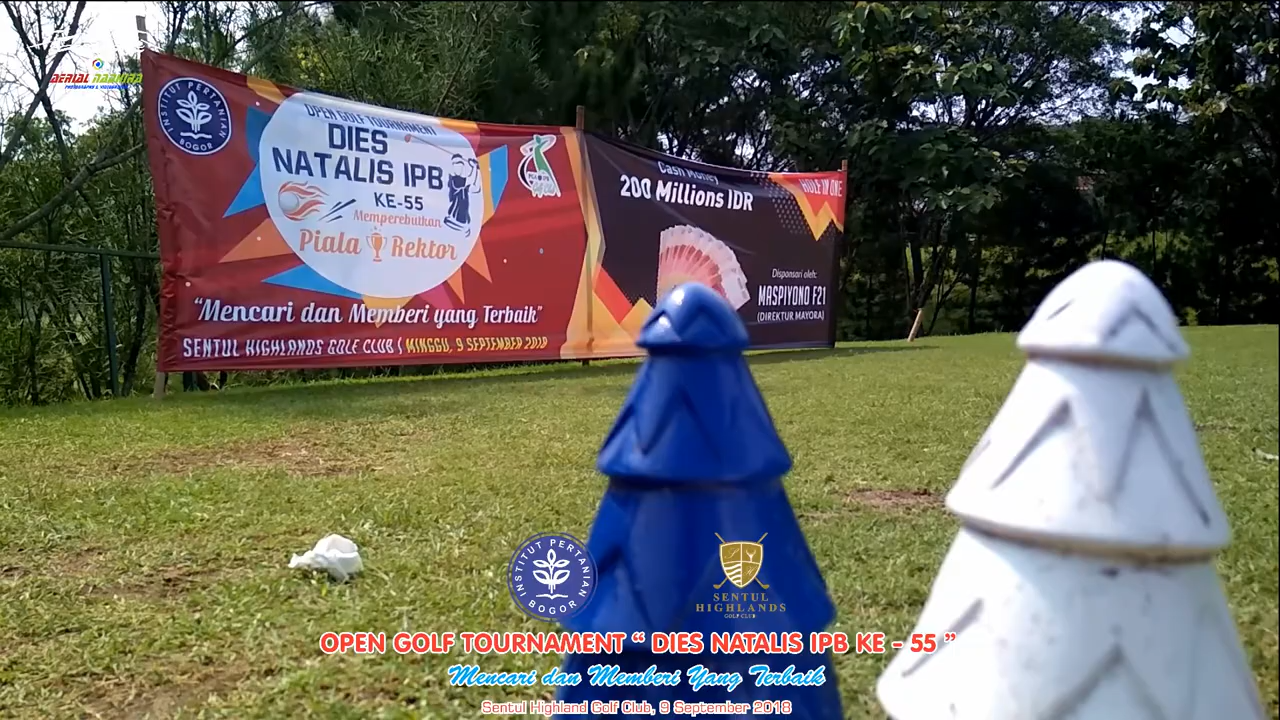 AERIAL NARMADA
INSTITUT PERTANIAN
BOGOR
OPEN GOLF TOURNAMENT
DIES
NATALIS IPB
KE-55
Memperebutkan
Piala Rektor
"Mencari dan Memberi yang Terbaik"
SENTUL HIGHLANDS GOLF CLUB | MINGGU, 9 SEPTEMBER 2018
Cash Money
200 Millions IDR
HOLE IN ONE
Disponsori oleh:
MASPIYONO F21
(DIREKTUR MAYORA)
INSTITUT PERTANIAN
BOGOR
SENTUL
HIGHLANDS
GOLF CLUB
OPEN GOLF TOURNAMENT “ DIES NATALIS IPB KE - 55 ”
Mencari dan Memberi Yang Terbaik
Sentul Highland Golf Club, 9 September 2018